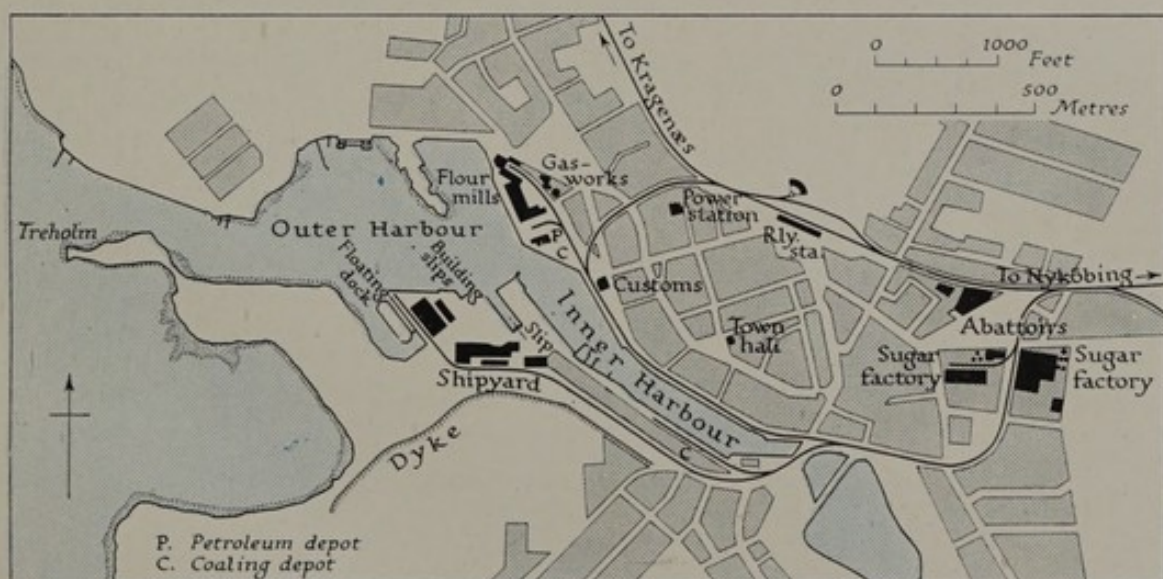 0 1000
Feet
0 500
Metres
To Kragenæs
Gas-
works
Flour
mills
Power
station
Rly.
sta.
P
C
Treholm
Outer Harbour
Floating
dock
Building
slips
Customs
To Nyköbing
Inner Harbour
Slip
Town
hall
Abattoirs
Sugar
factory
Sugar
factory
Shipyard
Dyke
C
P. Petroleum depot
C. Coaling depot